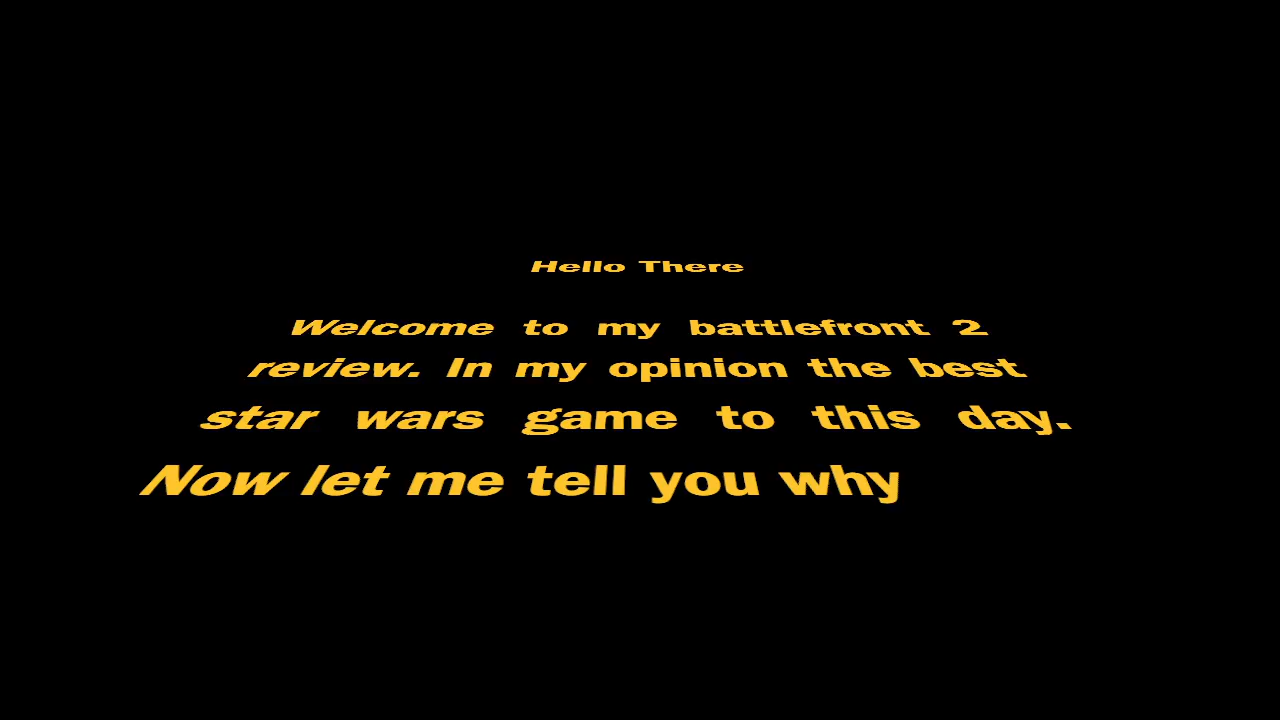 Hello There
Welcome to my battlefront 2
review. In my opinion the best
star wars game to this day.
Now let me tell you why